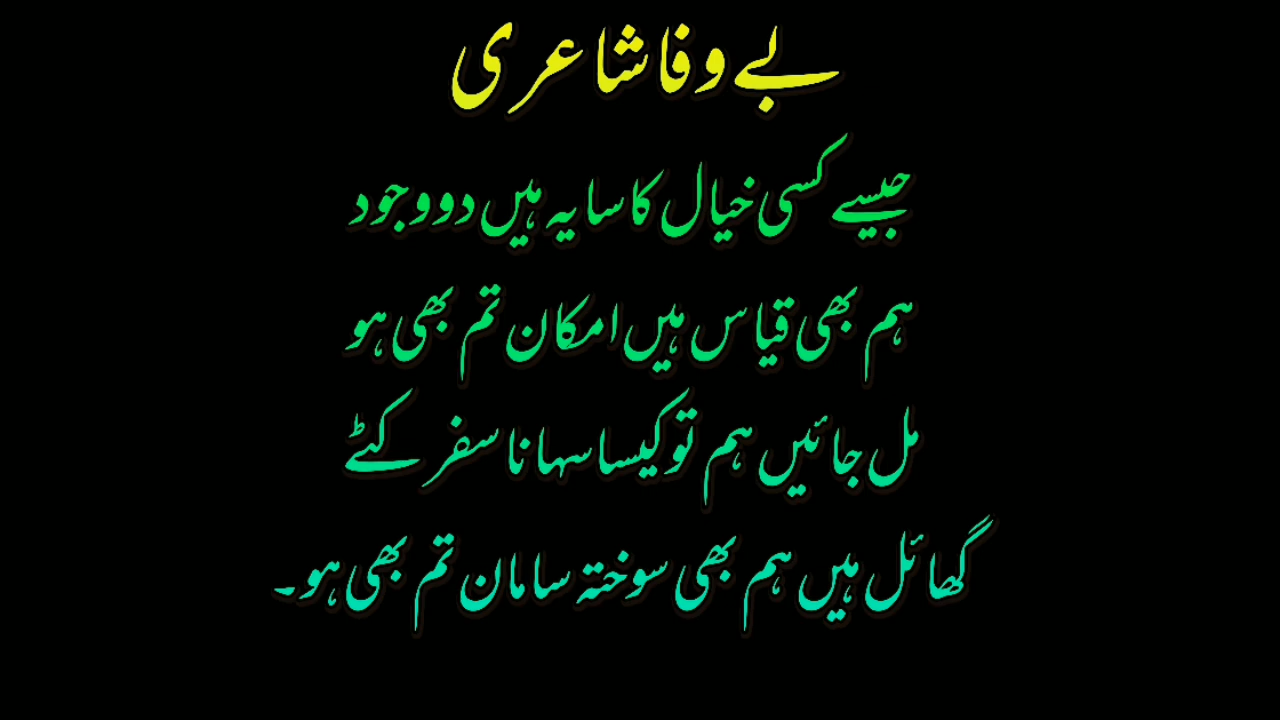 بے وفا شاعری
جیسے کسی خیال کا سایہ ہیں دو وجود
ہم بھی قیاس ہیں امکان تم بھی ہو
مل جائیں ہم تو کیسا سہانا سفر کٹے
گھائل ہیں ہم بھی سوختہ سامان تم بھی ہو۔